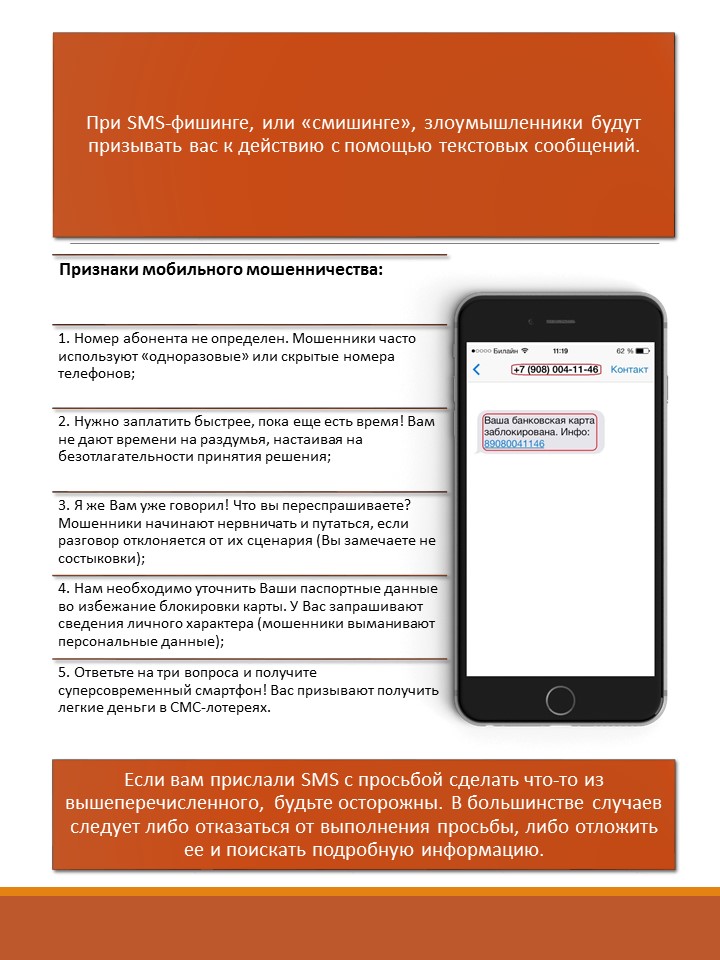 При SMS-фишинге, или «смишинге», злоумышленники будут
призывать вас к действию с помощью текстовых сообщений.
Признаки мобильного мошенничества:
1. Номер абонента не определен. Мошенники часто
используют «одноразовые» или скрытые номера
телефонов;
2. Нужно заплатить быстрее, пока еще есть время! Вам
не дают времени на раздумья, настаивая на
безотлагательности принятия решения;
3. Я же Вам уже говорил! Что вы переспрашиваете?
Мошенники начинают нервничать и путаться, если
разговор отклоняется от их сценария (Вы замечаете не
состыковки);
4. Нам необходимо уточнить Ваши паспортные данные
во избежание блокировки карты. У Вас запрашивают
сведения личного характера (мошенники выманивают
персональные данные);
5. Ответьте на три вопроса и получите
суперсовременный смартфон! Вас призывают получить
легкие деньги в СМС-лотереях.
Билайн 11:19 62 %
+7 (908) 004-11-46 Контакт
Ваша банковская карта
заблокирована. Инфо:
89080041146
Если вам прислали SMS с просьбой сделать что-то из
вышеперечисленного, будьте осторожны. В большинстве случаев
следует либо отказаться от выполнения просьбы, либо отложить
ее и поискать подробную информацию.